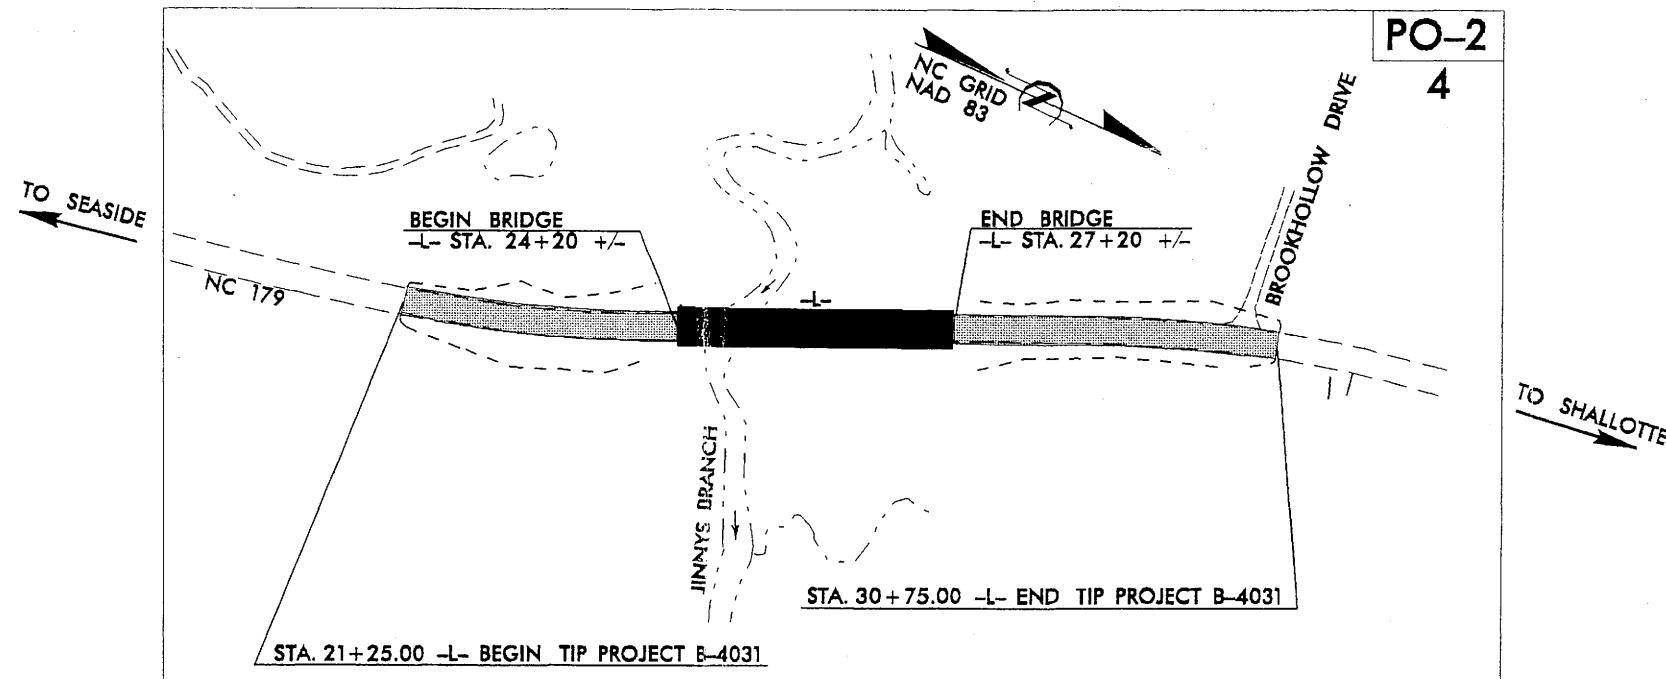 PO–2
4
NC GRID
NAD 83
BROOKHOLLOW DRIVE
TO SEASIDE
BEGIN BRIDGE
–L– STA. 24+20 +/–
END BRIDGE
–L– STA. 27+20 +/–
NC 179
–L–
TO SHALLOTTE
JINNYS BRANCH
STA. 30+75.00 –L– END TIP PROJECT B–4031
STA. 21+25.00 –L– BEGIN TIP PROJECT B–4031